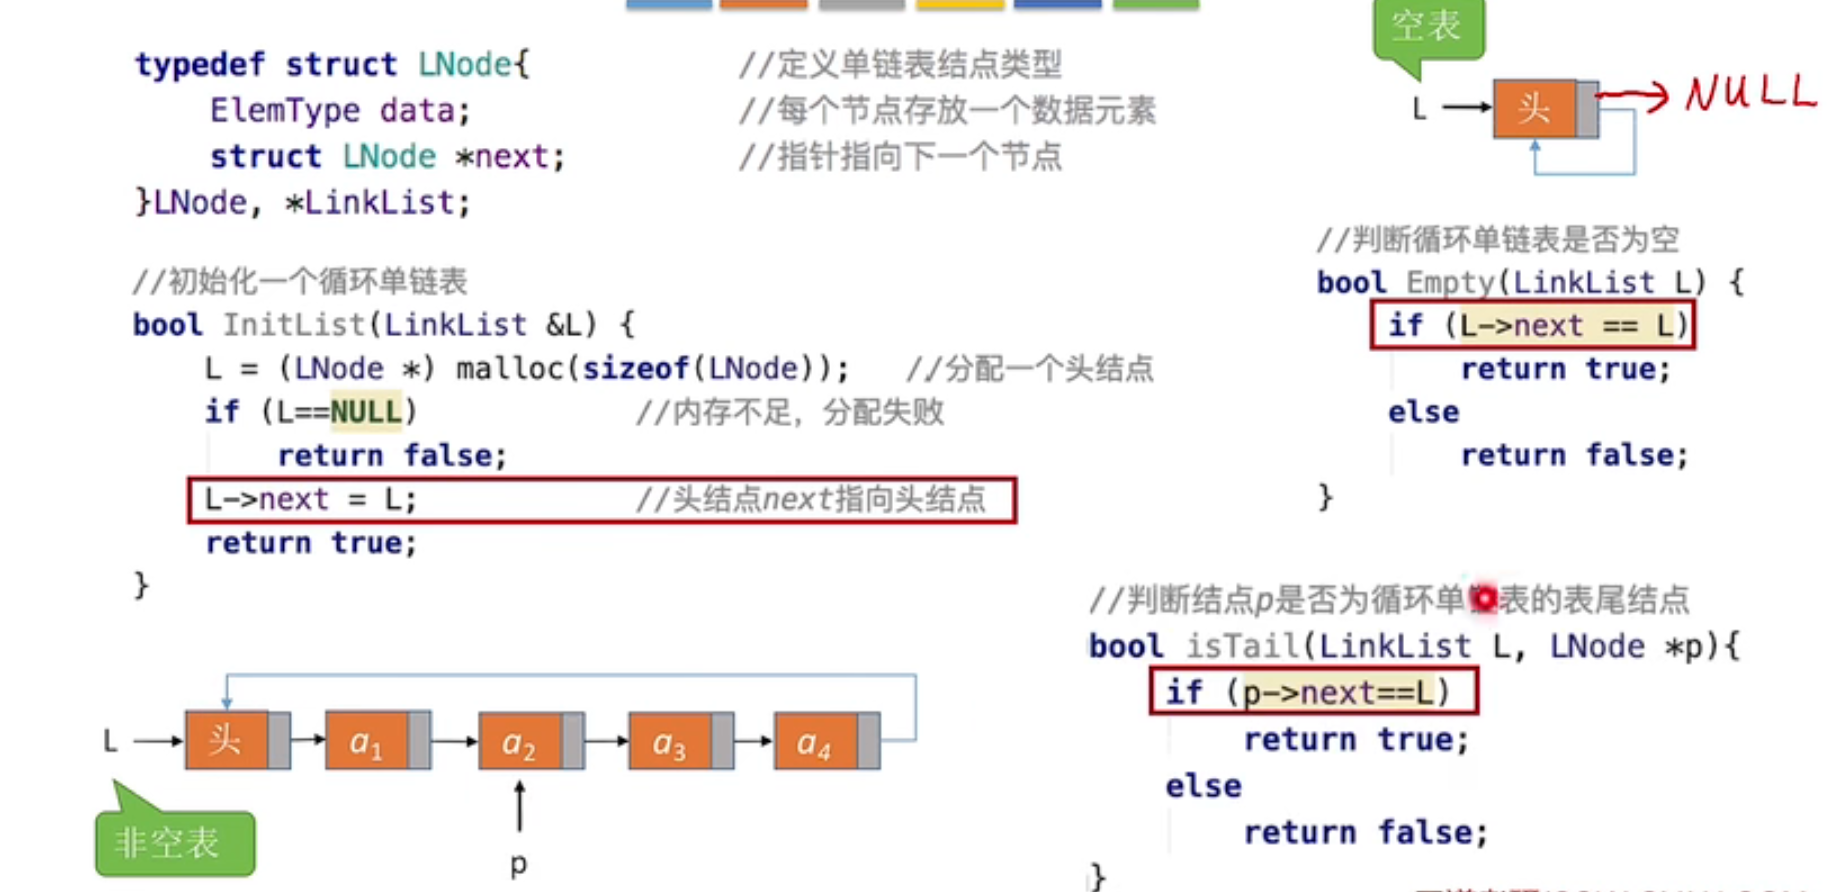 typedef struct LNode{ //定义单链表结点类型
ElemType data; //每个节点存放一个数据元素
struct LNode *next; //指针指向下一个节点
}LNode, *LinkList;
//初始化一个循环单链表
bool InitList(LinkList &L) {
L = (LNode *) malloc(sizeof(LNode)); //分配一个头结点
if (L==NULL) //内存不足，分配失败
return false;
L->next = L; //头结点next指向头结点
return true;
}
L 头 a1 a2 a3 a4
非空表
p
空表
L 头 NULL
//判断循环单链表是否为空
bool Empty(LinkList L) {
if (L->next == L)
return true;
else
return false;
}
//判断结点p是否为循环单表的表尾结点
bool isTail(LinkList L, LNode *p){
if (p->next==L)
return true;
else
return false;
}